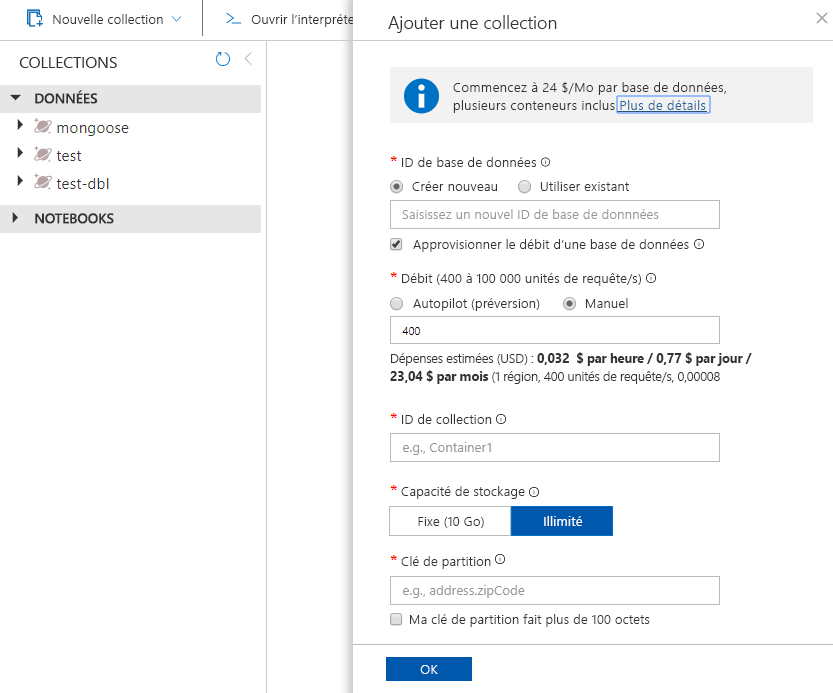 Nouvelle collection
Ouvrir l'interpréte
COLLECTIONS
DONNÉES
mongoose
test
test-dbl
NOTEBOOKS
Ajouter une collection
Commencez à 24 $/Mo par base de données,
plusieurs conteneurs inclus Plus de détails
* ID de base de données
Créer nouveau
Utiliser existant
Saisissez un nouvel ID de base de donnnées
Approvisionner le débit d'une base de données
* Débit (400 à 100 000 unités de requête/s)
Autopilot (préversion)
Manuel
400
Dépenses estimées (USD) : 0,032 $ par heure / 0,77 $ par jour /
23,04 $ par mois (1 région, 400 unités de requête/s, 0,00008
* ID de collection
e.g., Container1
* Capacité de stockage
Fixe (10 Go)
Illimité
* Clé de partition
e.g., address.zipCode
Ma clé de partition fait plus de 100 octets
OK